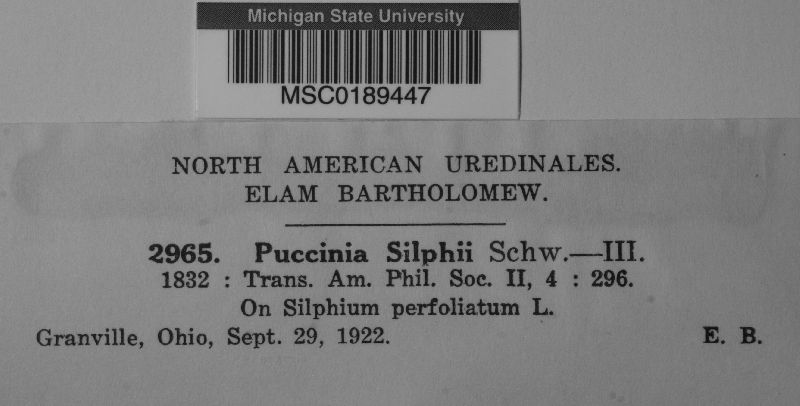 Michigan State University
MSC0189447
NORTH AMERICAN UREDINALES.
ELAM BARTHOLOMEW.
2965. Puccinia Silphii Schw.—III.
1832 : Trans. Am. Phil. Soc. II, 4 : 296.
On Silphium perfoliatum L.
Granville, Ohio, Sept. 29, 1922. E. B.